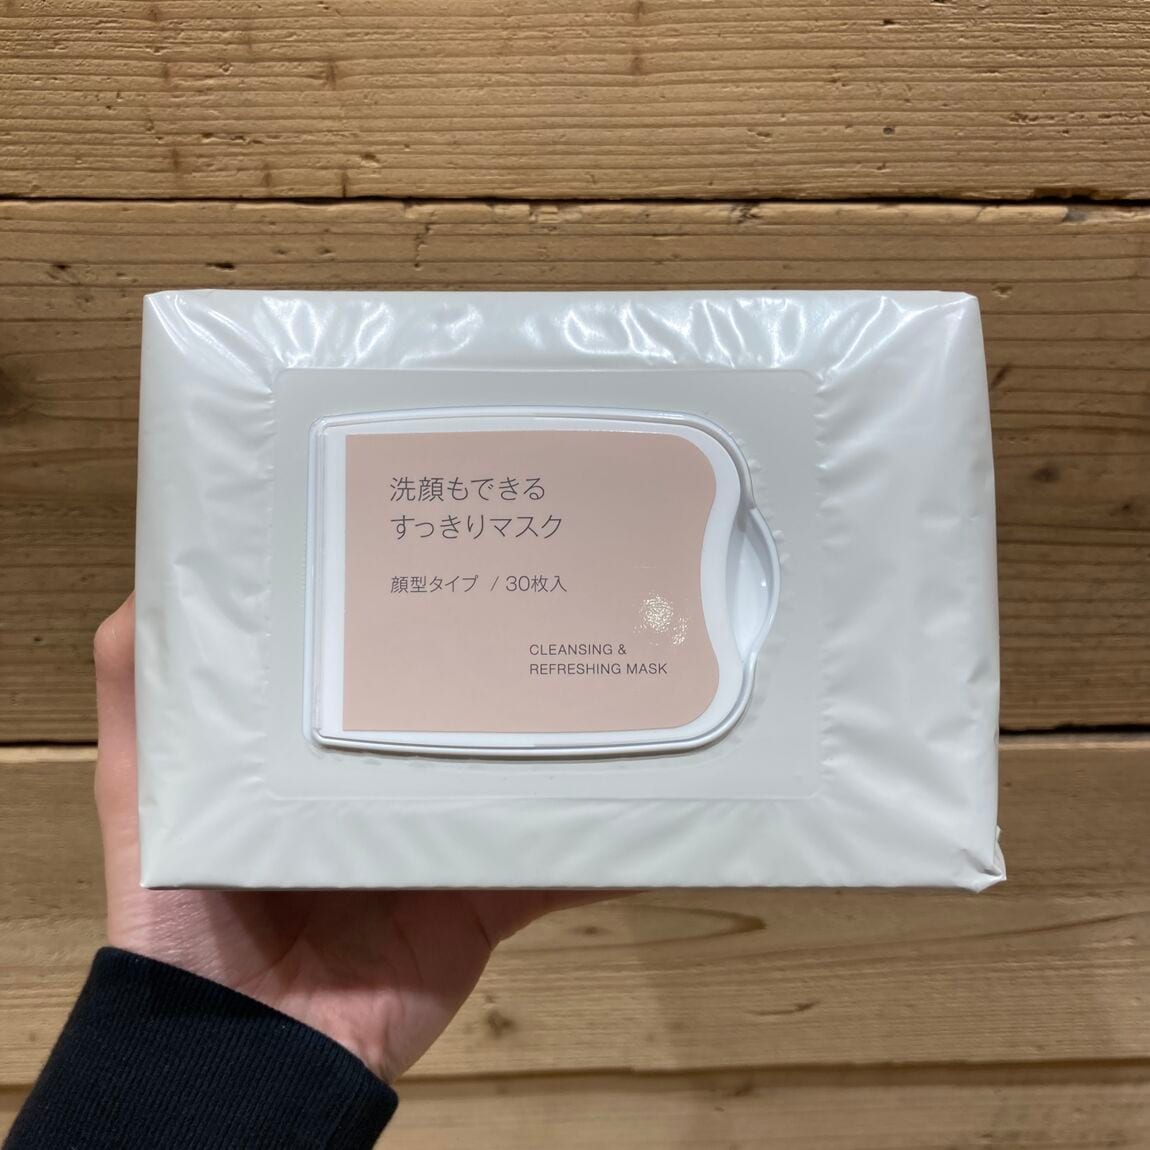 洗顔もできる
すっきりマスク
顔型タイプ / 30枚入
CLEANSING &
REFRESHING MASK